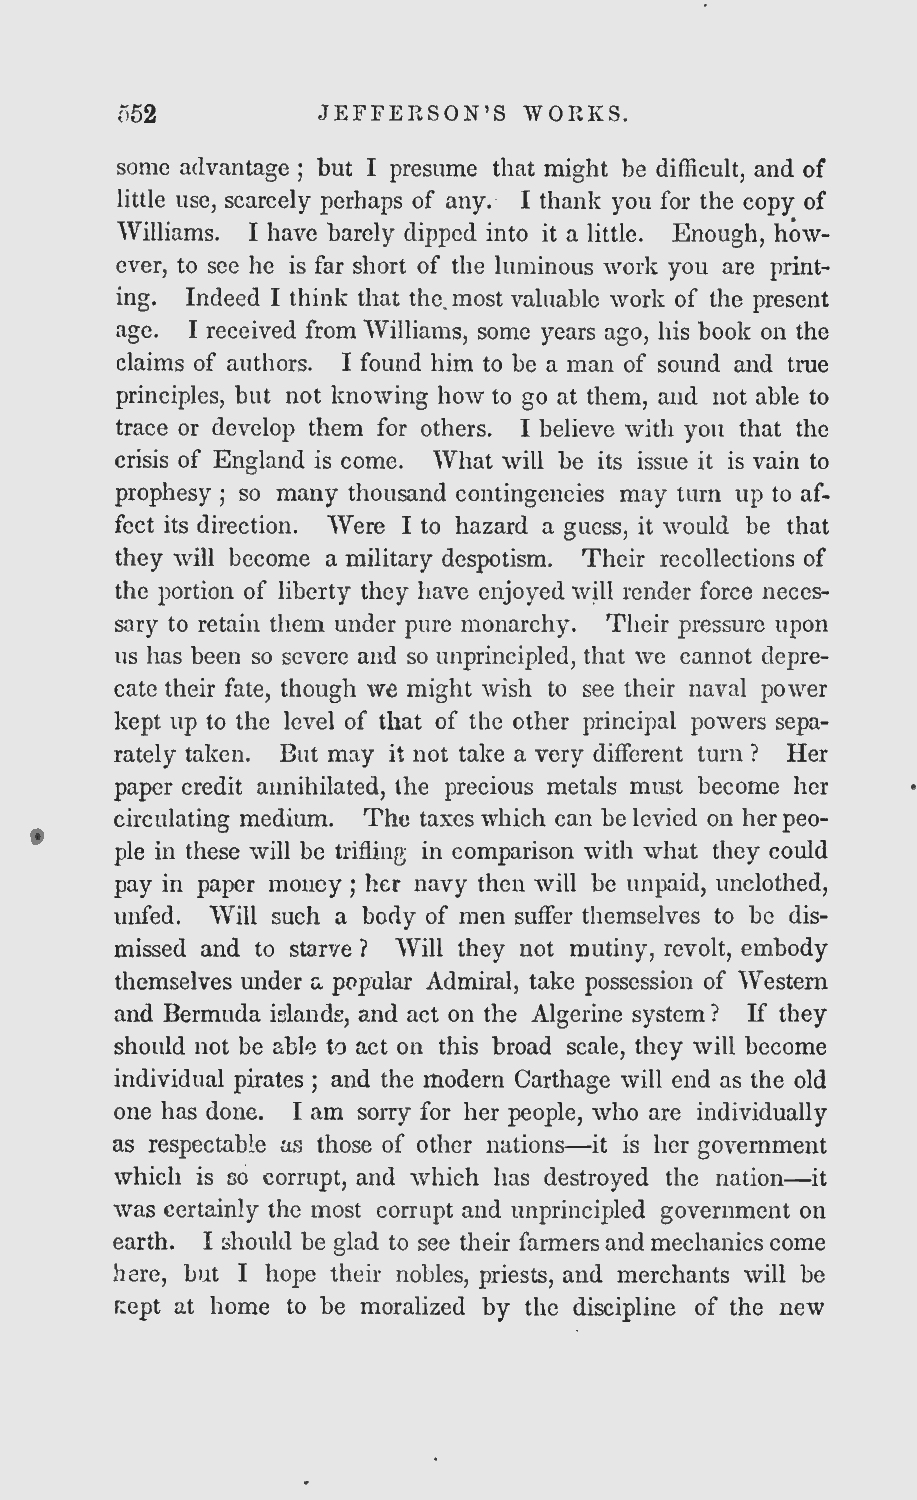 552 JEFFERSON'S WORKS.
some advantage ; but I presume that might be difficult, and of
little use, scarcely perhaps of any. I thank you for the copy of
Williams. I have barely dipped into it a little. Enough, how-
ever, to see he is far short of the luminous work you are print-
ing. Indeed I think that the most valuable work of the present
age. I received from Williams, some years ago, his book on the
claims of authors. I found him to be a man of sound and true
principles, but not knowing how to go at them, and not able to
trace or develop them for others. I believe with you that the
crisis of England is come. What will be its issue it is vain to
prophesy ; so many thousand contingencies may turn up to af-
fect its direction. Were I to hazard a guess, it would be that
they will become a military despotism. Their recollections of
the portion of liberty they have enjoyed will render force neces-
sary to retain them under pure monarchy. Their pressure upon
us has been so severe and so unprincipled, that we cannot depre-
cate their fate, though we might wish to see their naval power
kept up to the level of that of the other principal powers sepa-
rately taken. But may it not take a very different turn ? Her
paper credit annihilated, the precious metals must become her
circulating medium. The taxes which can be levied on her peo-
ple in these will be trifling in comparison with what they could
pay in paper money ; her navy then will be unpaid, unclothed,
unfed. Will such a body of men suffer themselves to be dis-
missed and to starve ? Will they not mutiny, revolt, embody
themselves under a popular Admiral, take possession of Western
and Bermuda islands, and act on the Algerine system ? If they
should not be able to act on this broad scale, they will become
individual pirates ; and the modern Carthage will end as the old
one has done. I am sorry for her people, who are individually
as respectable as those of other nations—it is her government
which is so corrupt, and which has destroyed the nation—it
was certainly the most corrupt and unprincipled government on
earth. I should be glad to see their farmers and mechanics come
here, but I hope their nobles, priests, and merchants will be
kept at home to be moralized by the discipline of the new